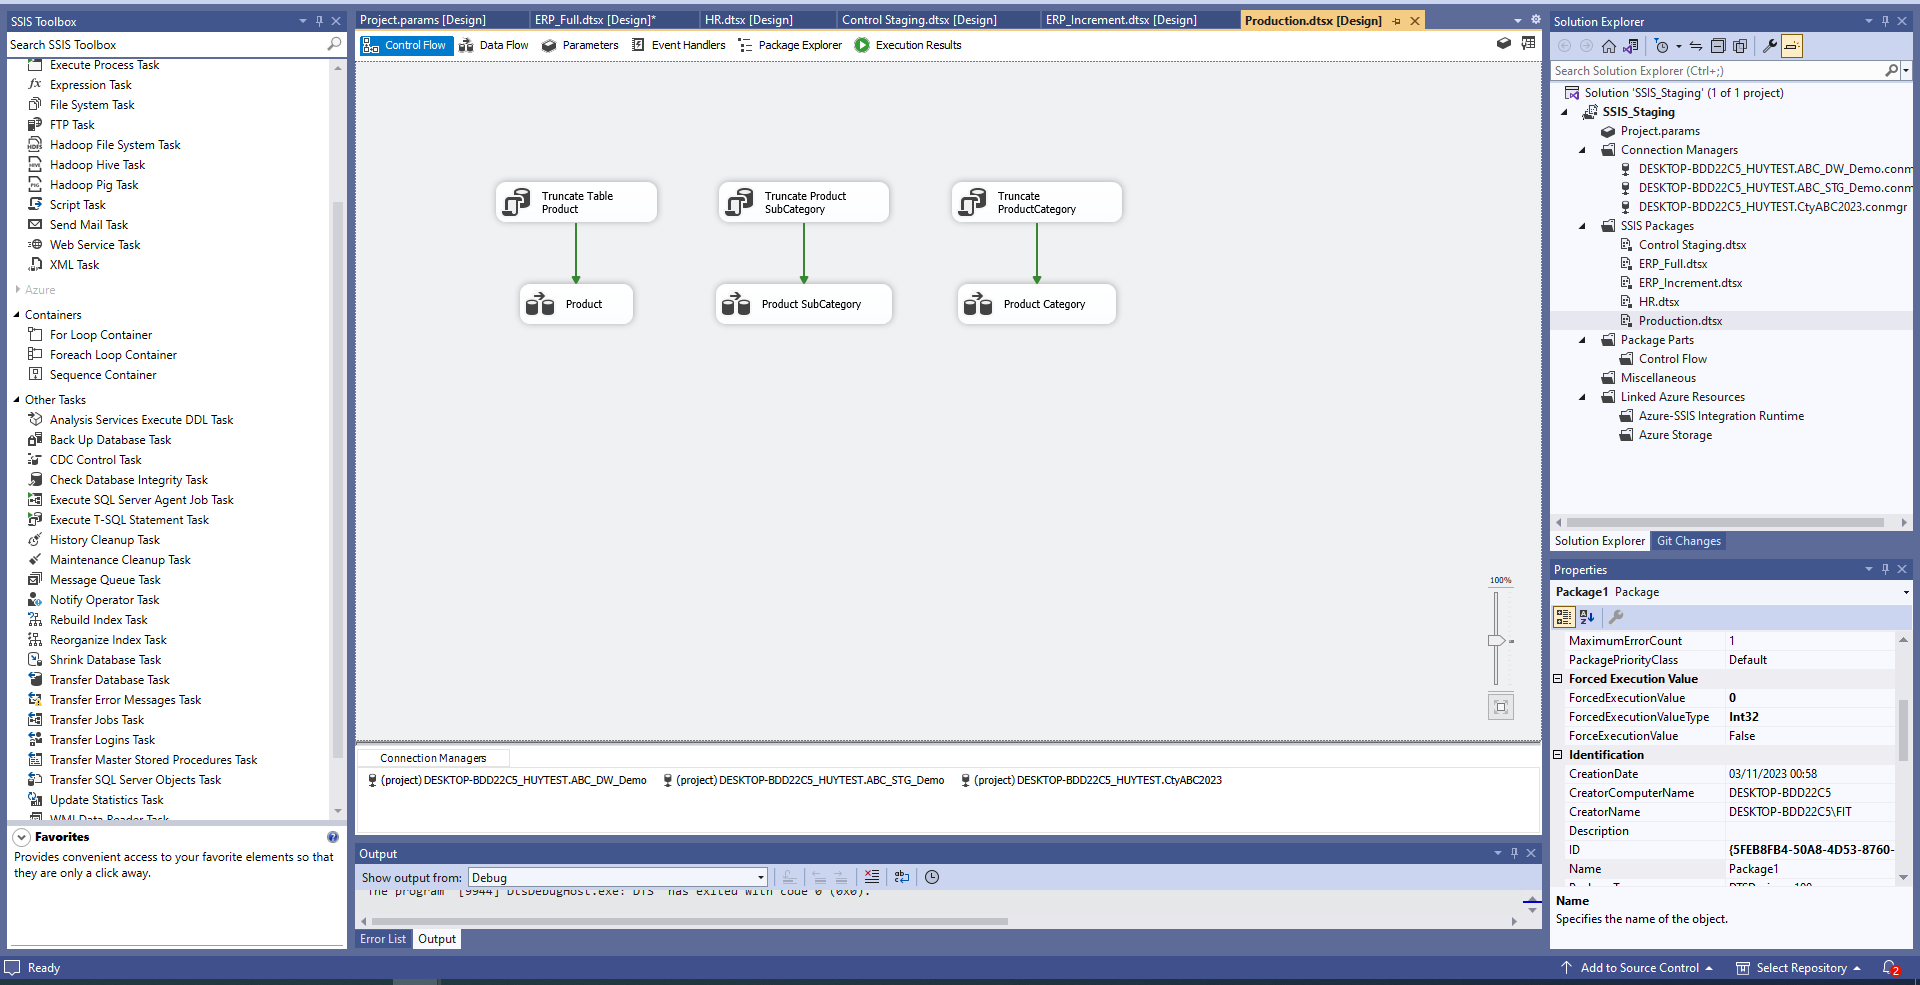 SSIS Toolbox
Search SSIS Toolbox
Execute Process Task
Expression Task
File System Task
FTP Task
Hadoop File System Task
Hadoop Hive Task
Hadoop Pig Task
Script Task
Send Mail Task
Web Service Task
XML Task
Azure
Containers
For Loop Container
Foreach Loop Container
Sequence Container
Other Tasks
Analysis Services Execute DDL Task
Back Up Database Task
CDC Control Task
Check Database Integrity Task
Execute SQL Server Agent Job Task
Execute T-SQL Statement Task
History Cleanup Task
Maintenance Cleanup Task
Message Queue Task
Notify Operator Task
Rebuild Index Task
Reorganize Index Task
Shrink Database Task
Transfer Database Task
Transfer Error Messages Task
Transfer Jobs Task
Transfer Logins Task
Transfer Master Stored Procedures Task
Transfer SQL Server Objects Task
Update Statistics Task
WMI Data Reader Task
Favorites
Provides convenient access to your favorite elements so that
they are only a click away.
Project.params [Design]
ERP_Full.dtsx [Design]*
HR.dtsx [Design]
Control Staging.dtsx [Design]
ERP_Increment.dtsx [Design]
Production.dtsx [Design]
Control Flow
Data Flow
Parameters
Event Handlers
Package Explorer
Execution Results
Truncate Table
Product
Truncate Product
SubCategory
Truncate
ProductCategory
Product
Product SubCategory
Product Category
100%
Connection Managers
(project) DESKTOP-BDD22C5_HUYTEST.ABC_DW_Demo
(project) DESKTOP-BDD22C5_HUYTEST.ABC_STG_Demo
(project) DESKTOP-BDD22C5_HUYTEST.CtyABC2023
Output
Show output from:
Debug
The program '[9944] DtsDebugHost.exe: DTS' has exited with code 0 (0x0).
Error List
Output
Solution Explorer
Search Solution Explorer (Ctrl+;)
Solution 'SSIS_Staging' (1 of 1 project)
SSIS_Staging
Project.params
Connection Managers
DESKTOP-BDD22C5_HUYTEST.ABC_DW_Demo.conm
DESKTOP-BDD22C5_HUYTEST.ABC_STG_Demo.conm
DESKTOP-BDD22C5_HUYTEST.CtyABC2023.conmgr
SSIS Packages
Control Staging.dtsx
ERP_Full.dtsx
ERP_Increment.dtsx
HR.dtsx
Production.dtsx
Package Parts
Control Flow
Miscellaneous
Linked Azure Resources
Azure-SSIS Integration Runtime
Azure Storage
Solution Explorer
Git Changes
Properties
Package1 Package
MaximumErrorCount 1
PackagePriorityClass Default
Forced Execution Value
ForcedExecutionValue 0
ForcedExecutionValueType Int32
ForceExecutionValue False
Identification
CreationDate 03/11/2023 00:58
CreatorComputerName DESKTOP-BDD22C5
CreatorName DESKTOP-BDD22C5\FIT
Description
ID {5FEB8FB4-50A8-4D53-8760-
Name Package1
Name
Specifies the name of the object.
Ready
Add to Source Control
Select Repository
2